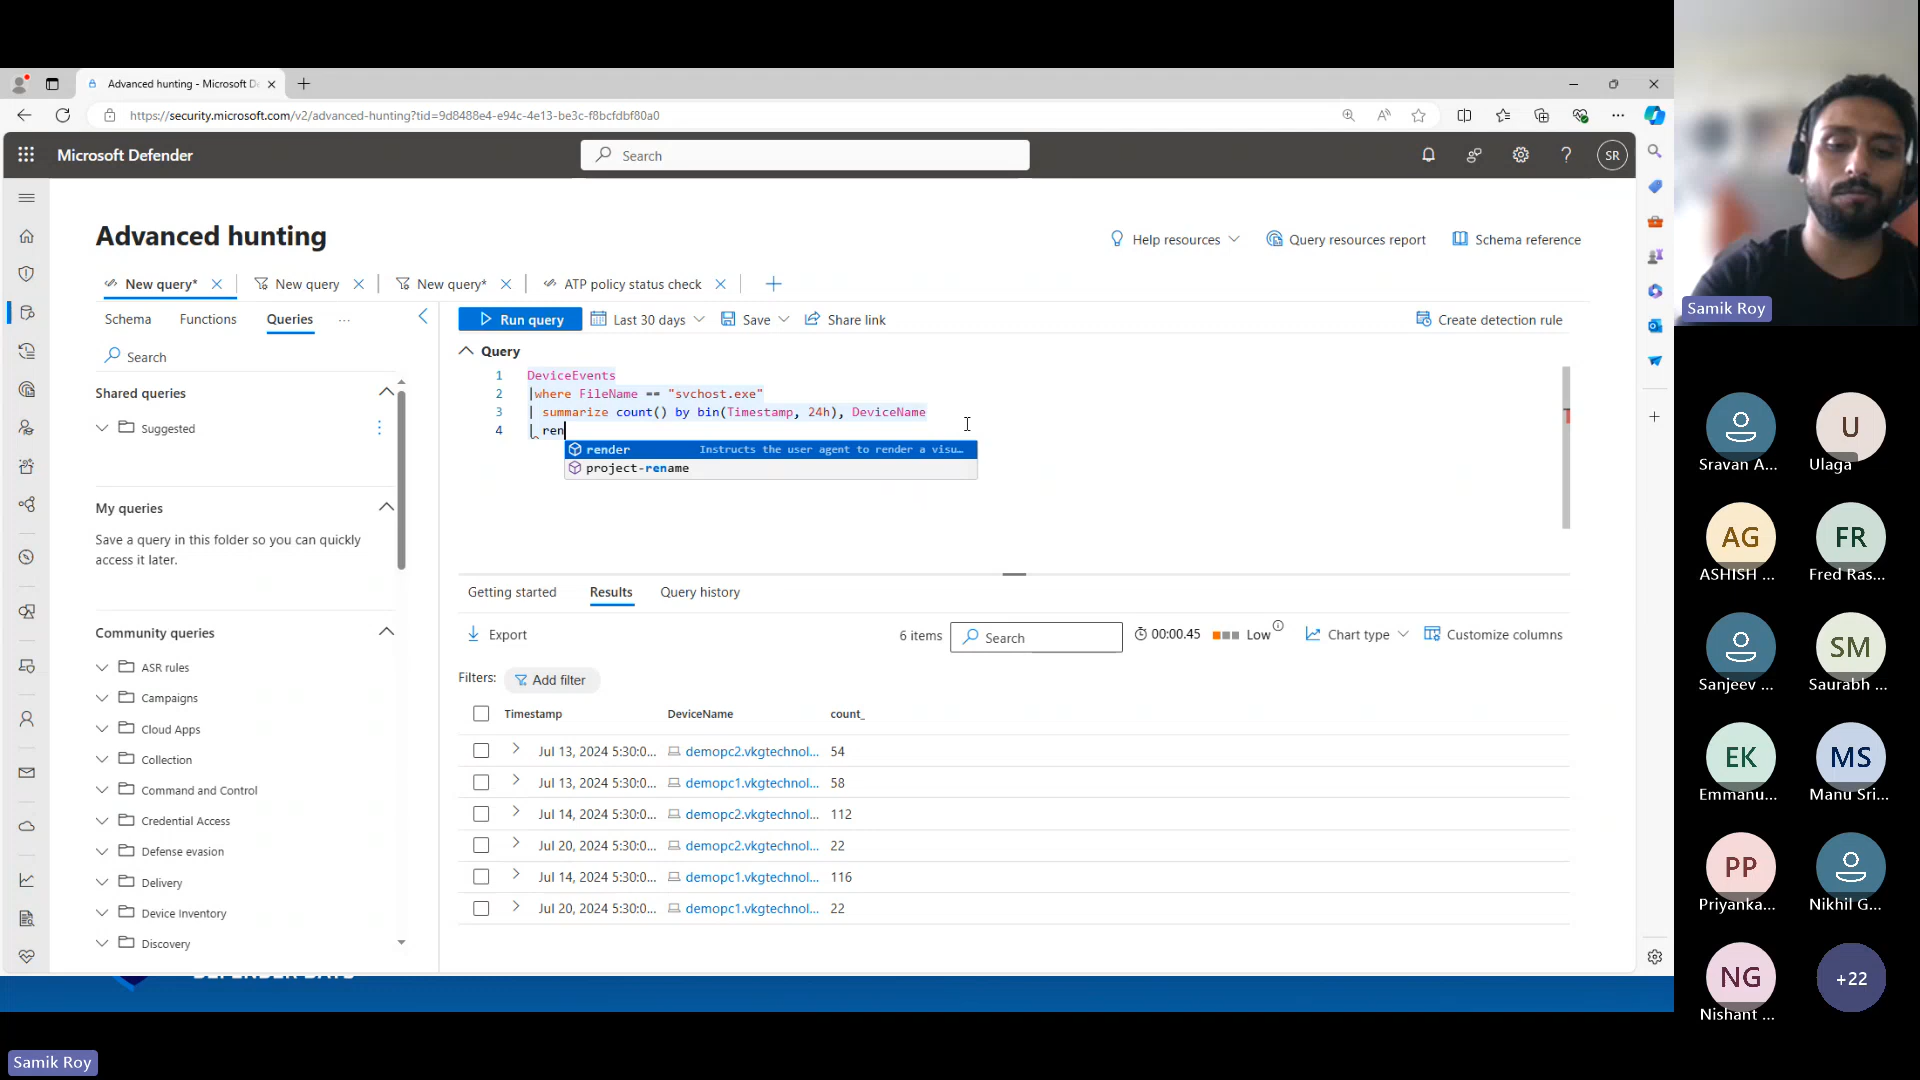 Advanced hunting - Microsoft De
https://security.microsoft.com/v2/advanced-hunting?tid=9d8488e4-e94c-4e13-be3c-f8bcfdbf80a0
Microsoft Defender
Search
SR
Advanced hunting
Help resources
Query resources report
Schema reference
New query*
New query
New query*
ATP policy status check
Schema
Functions
Queries
...
Run query
Last 30 days
Save
Share link
Create detection rule
Search
Query
Shared queries
Suggested
My queries
Save a query in this folder so you can quickly
access it later.
Community queries
ASR rules
Campaigns
Cloud Apps
Collection
Command and Control
Credential Access
Defense evasion
Delivery
Device Inventory
Discovery
1 DeviceEvents
2 |where FileName == "svchost.exe"
3 | summarize count() by bin(Timestamp, 24h), DeviceName
4 | ren
render Instructs the user agent to render a visu…
project-rename
Getting started
Results
Query history
Export
6 items
Search
00:00.45
Low
Chart type
Customize columns
Filters:
Add filter
Timestamp DeviceName count_
Jul 13, 2024 5:30:0... demopc2.vkgtechnol... 54
Jul 13, 2024 5:30:0... demopc1.vkgtechnol... 58
Jul 14, 2024 5:30:0... demopc2.vkgtechnol... 112
Jul 20, 2024 5:30:0... demopc2.vkgtechnol... 22
Jul 14, 2024 5:30:0... demopc1.vkgtechnol... 116
Jul 20, 2024 5:30:0... demopc1.vkgtechnol... 22
Samik Roy
Sravan A...
U
Ulaga
AG
ASHISH ...
FR
Fred Ras...
Sanjeev ...
SM
Saurabh ...
EK
Emmanu...
MS
Manu Sri...
PP
Priyanka...
Nikhil G...
NG
Nishant ...
+22
Samik Roy